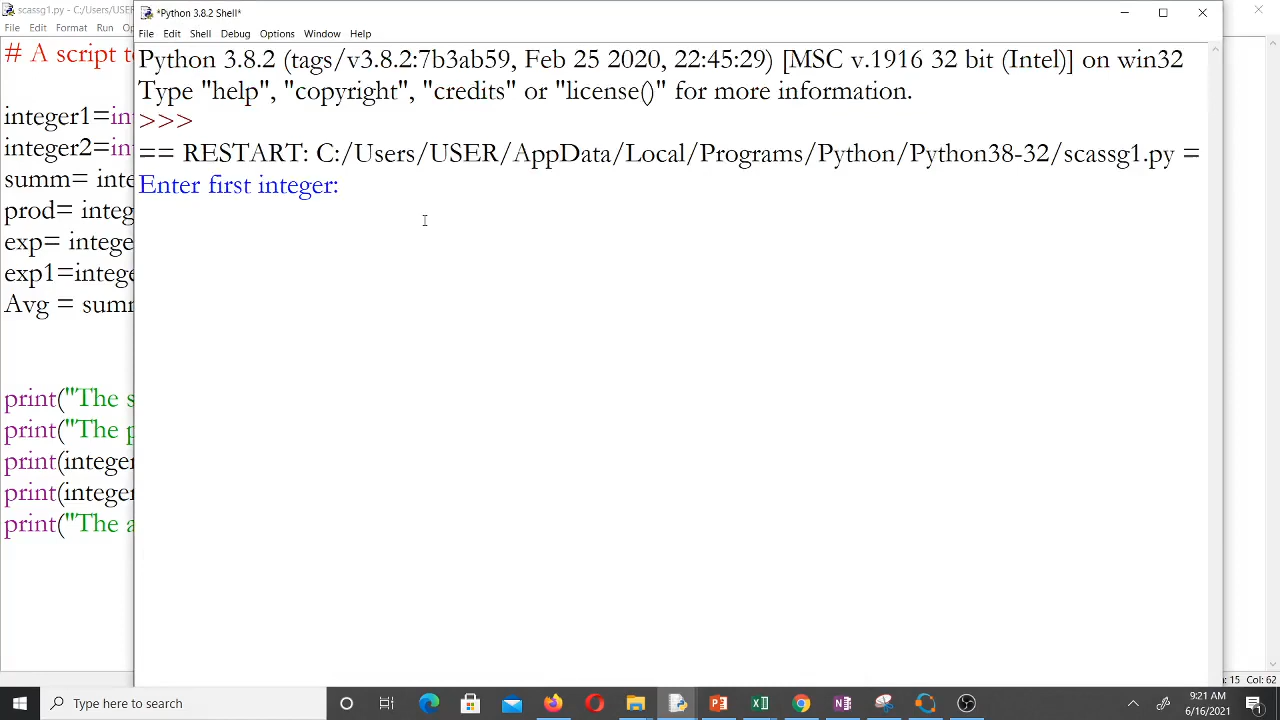 scassg1.py - C:/Users/USER
File Edit Format Run
# A script
integer1=int
integer2=int
summ= inte
prod= integ
exp= intege
exp1=intege
Avg = summ
print("The s
print("The p
print(integer
print(integer
print("The a
*Python 3.8.2 Shell*
File Edit Shell Debug Options Window Help
Python 3.8.2 (tags/v3.8.2:7b3ab59, Feb 25 2020, 22:45:29) [MSC v.1916 32 bit (Intel)] on win32
Type "help", "copyright", "credits" or "license()" for more information.
>>>
== RESTART: C:/Users/USER/AppData/Local/Programs/Python/Python38-32/scassg1.py =
Enter first integer:
: 15 Col: 62
Type here to search
9:21 AM
6/16/2021
1